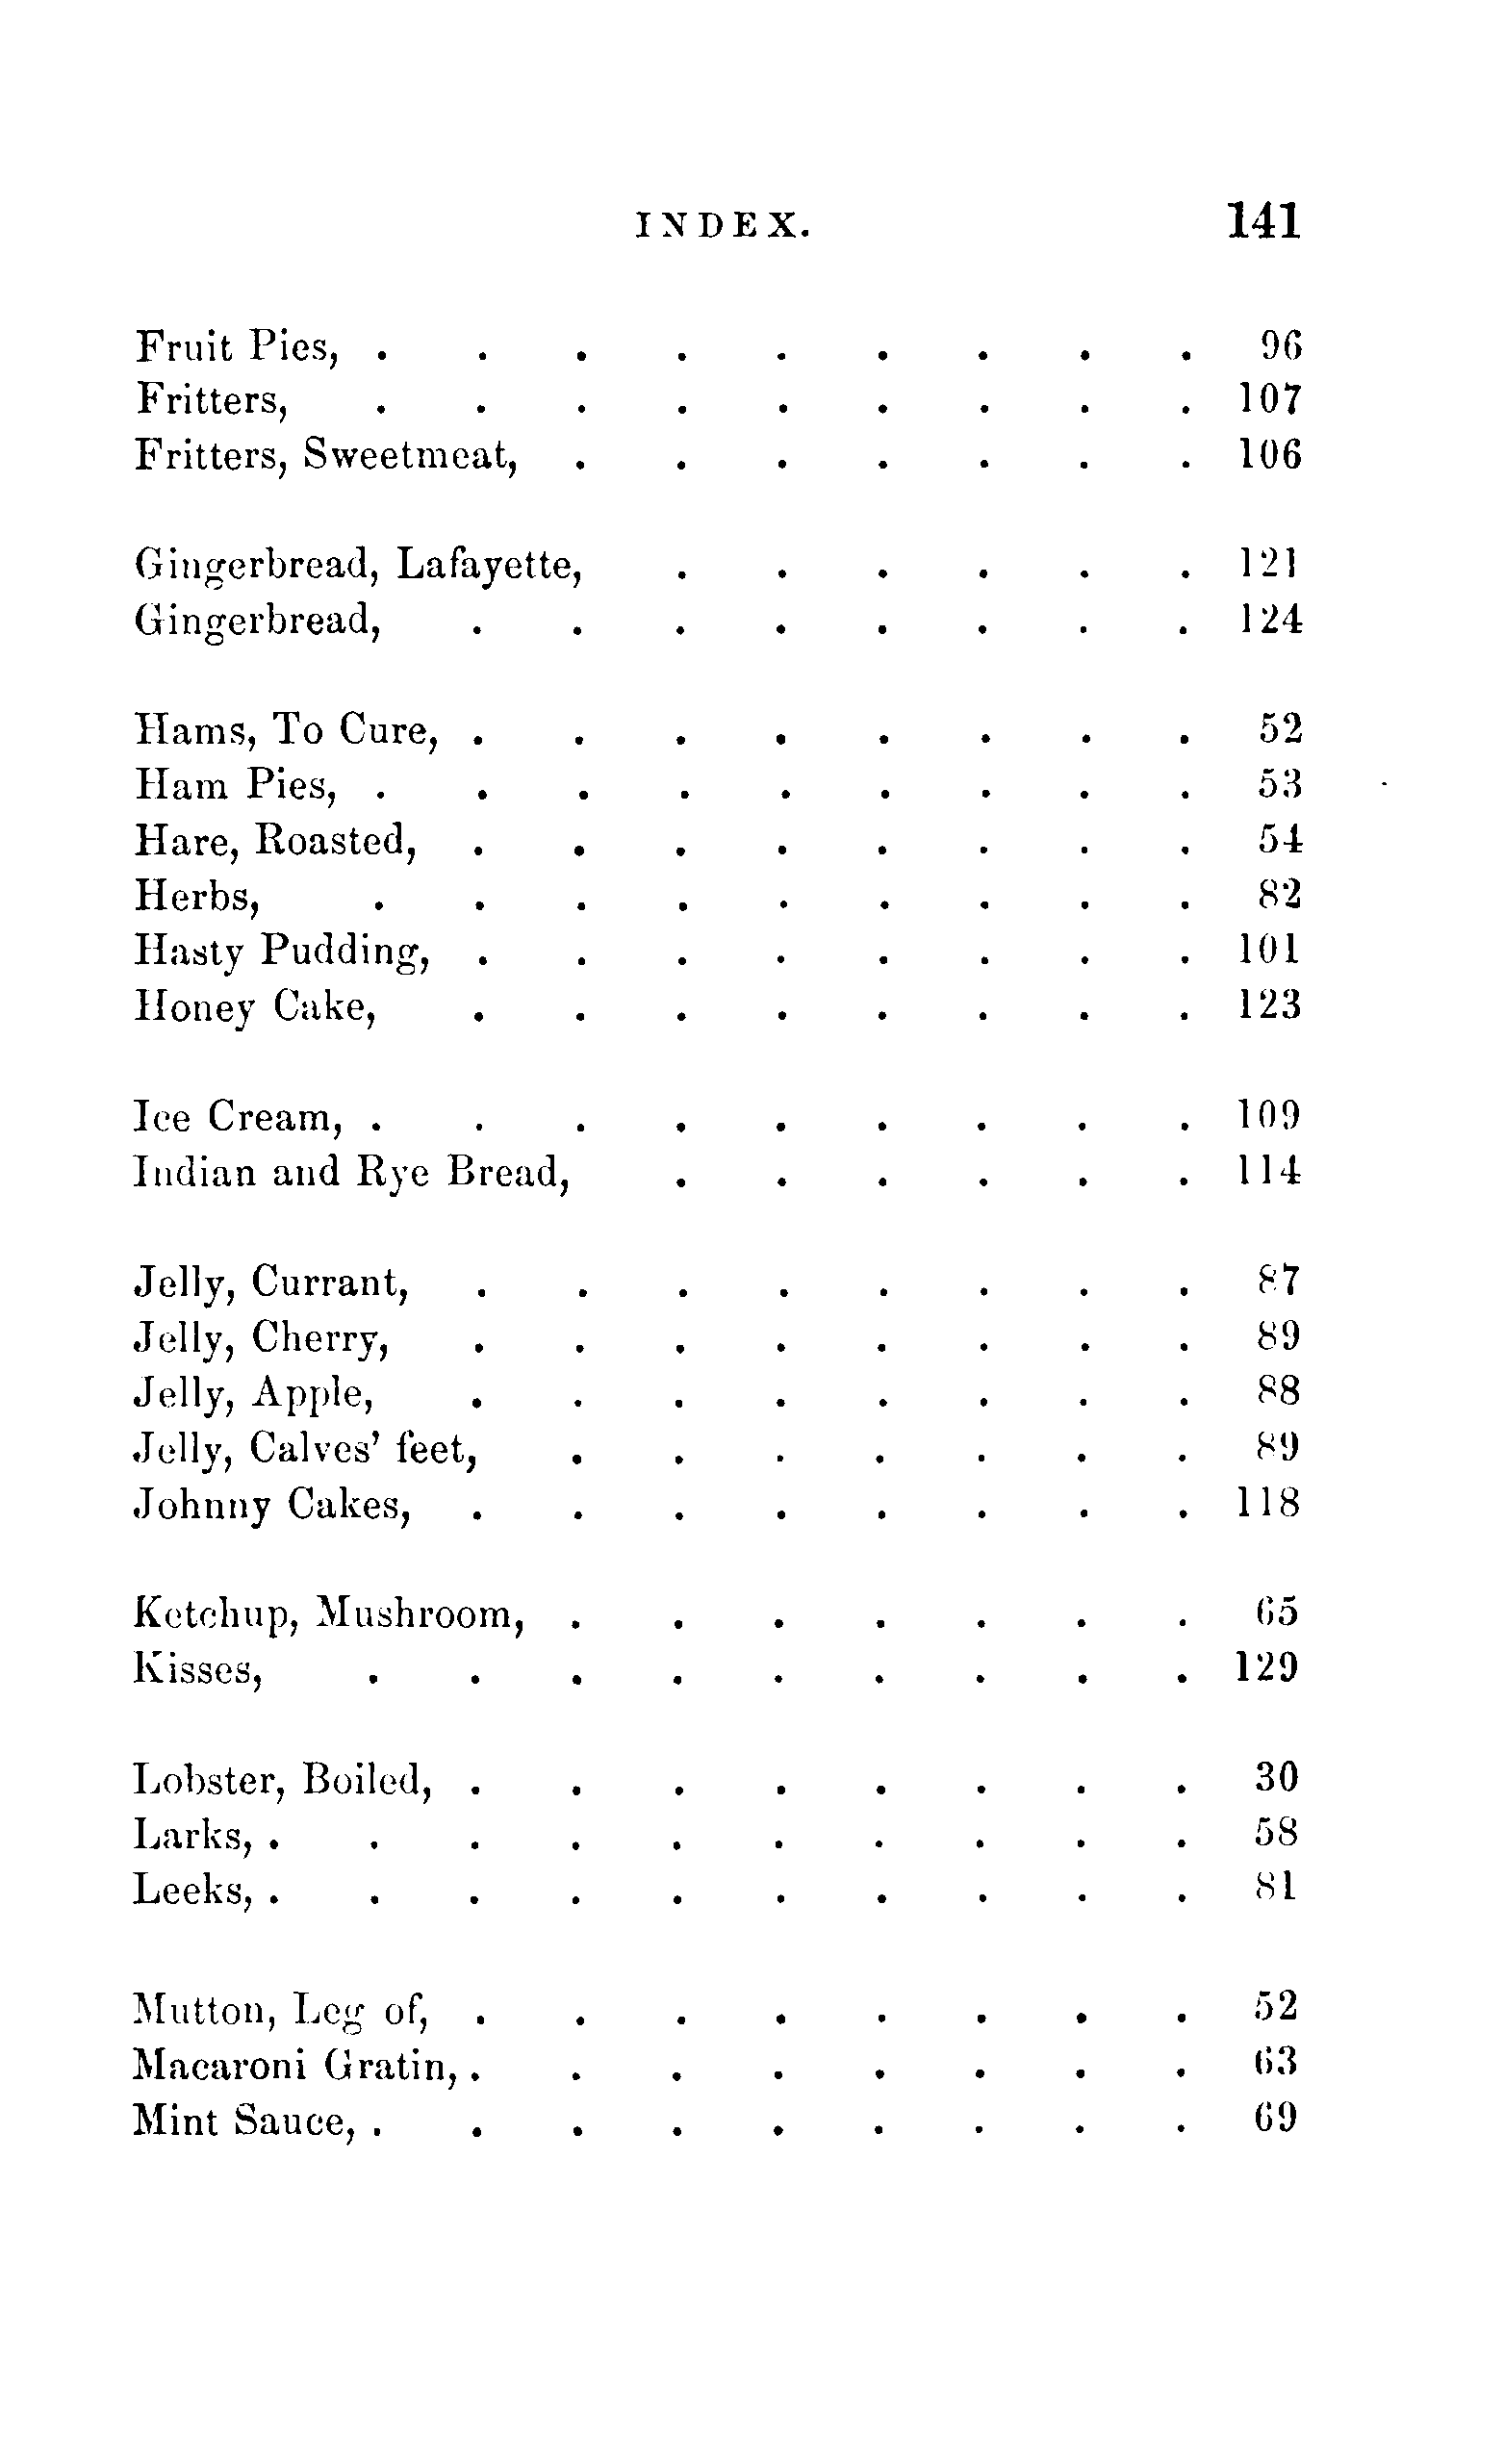 INDEX. 141
Fruit Pies, . . . . . . . . . 96
Fritters, . . . . . . . . . 107
Fritters, Sweetmeat, . . . . . . . 106
Gingerbread, Lafayette, . . . . . . 121
Gingerbread, . . . . . . . . 124
Hams, To Cure, . . . . . . . . 52
Ham Pies, . . . . . . . . . 53
Hare, Roasted, . . . . . . . . 54
Herbs, . . . . . . . . . 82
Hasty Pudding, . . . . . . . . 101
Honey Cake, . . . . . . . . 123
Ice Cream, . . . . . . . . . 109
Indian and Rye Bread, . . . . . . 114
Jelly, Currant, . . . . . . . . 87
Jelly, Cherry, . . . . . . . . 89
Jelly, Apple, . . . . . . . . 88
Jelly, Calves' feet, . . . . . . . 89
Johnny Cakes, . . . . . . . . 118
Ketchup, Mushroom, . . . . . . . 65
Kisses, . . . . . . . . . 129
Lobster, Boiled, . . . . . . . . 30
Larks, . . . . . . . . . . 58
Leeks, . . . . . . . . . . 81
Mutton, Leg of, . . . . . . . . 52
Macaroni Gratin, . . . . . . . . 63
Mint Sauce, . . . . . . . . . 69